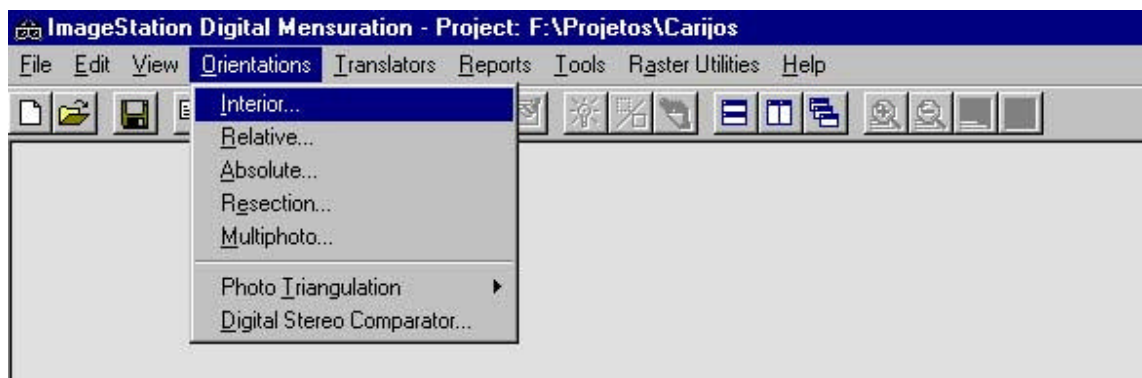 ImageStation Digital Mensuration - Project: F:\Projetos\Carijos
File Edit View Orientations Translators Reports Tools Raster Utilities Help
Interior...
Relative...
Absolute...
Resection...
Multiphoto...
Photo Triangulation
Digital Stereo Comparator...